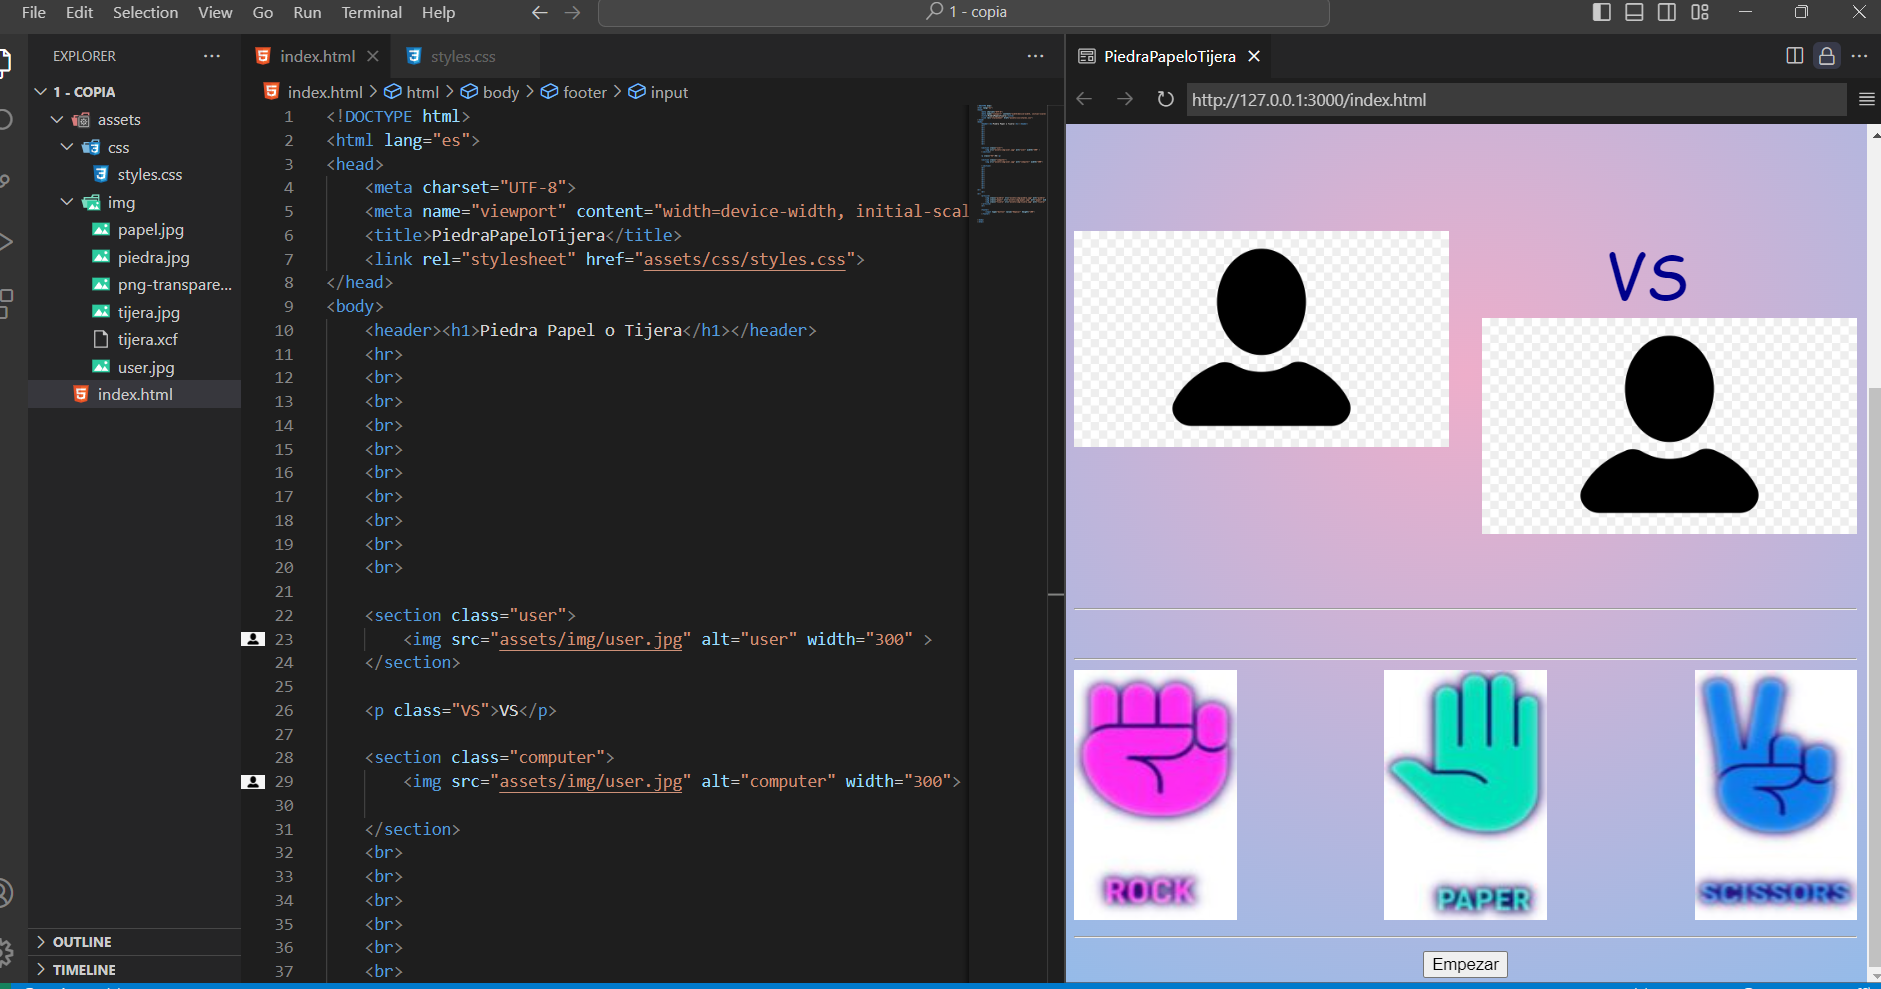 File Edit Selection View Go Run Terminal Help
1 - copia
EXPLORER
1 - COPIA
assets
css
styles.css
img
papel.jpg
piedra.jpg
png-transpare...
tijera.jpg
tijera.xcf
user.jpg
index.html
OUTLINE
TIMELINE
index.html styles.css
index.html > html > body > footer > input
1 <!DOCTYPE html>
2 <html lang="es">
3 <head>
4 <meta charset="UTF-8">
5 <meta name="viewport" content="width=device-width, initial-scal
6 <title>PiedraPapeloTijera</title>
7 <link rel="stylesheet" href="assets/css/styles.css">
8 </head>
9 <body>
10 <header><h1>Piedra Papel o Tijera</h1></header>
11 <hr>
12 <br>
13 <br>
14 <br>
15 <br>
16 <br>
17 <br>
18 <br>
19 <br>
20 <br>
21
22 <section class="user">
23 <img src="assets/img/user.jpg" alt="user" width="300" >
24 </section>
25
26 <p class="VS">VS</p>
27
28 <section class="computer">
29 <img src="assets/img/user.jpg" alt="computer" width="300">
30
31 </section>
32 <br>
33 <br>
34 <br>
35 <br>
36 <br>
37 <br>
PiedraPapeloTijera
http://127.0.0.1:3000/index.html
VS
ROCK
PAPER
SCISSORS
Empezar